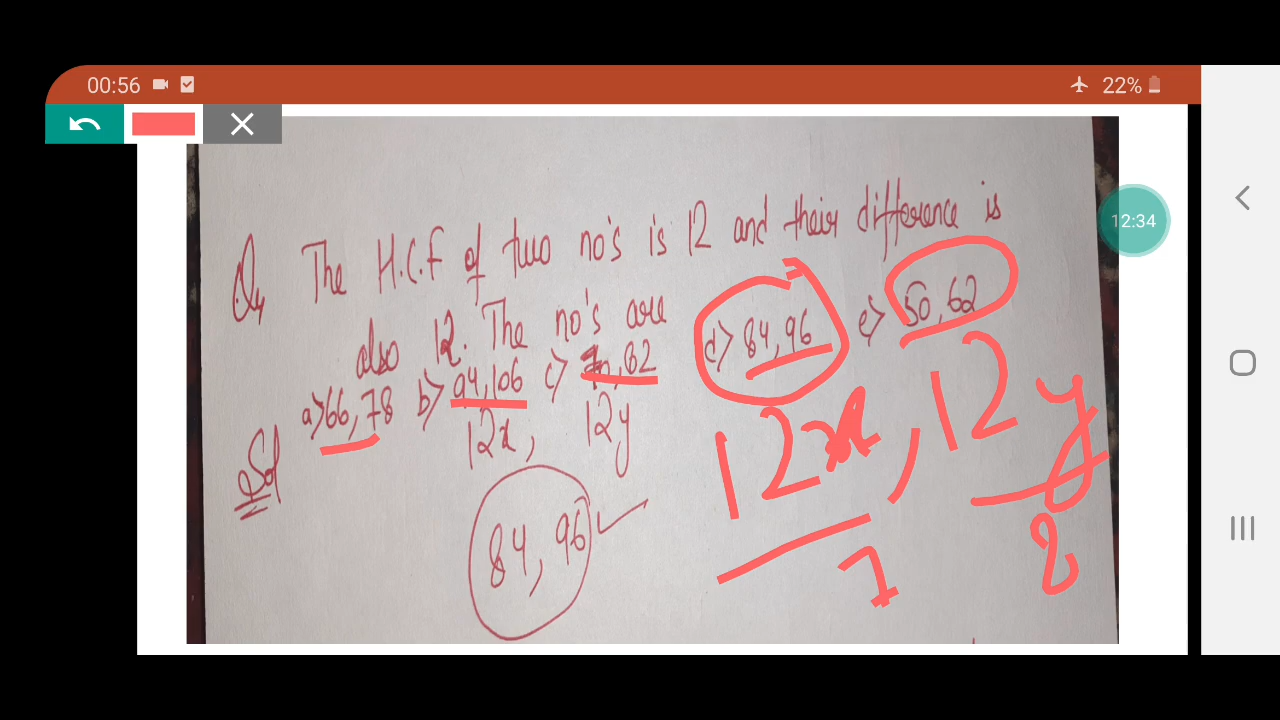 00:56 22%
12:34
Q, The H.C.F of two no's is 12 and their difference is
also 12. The no's are
a> 66, 78 b> 94, 106 c> 70, 82 d> 84, 96 e> 50, 62
Sol 12x, 12y
12x, 12y
84, 96
7 8